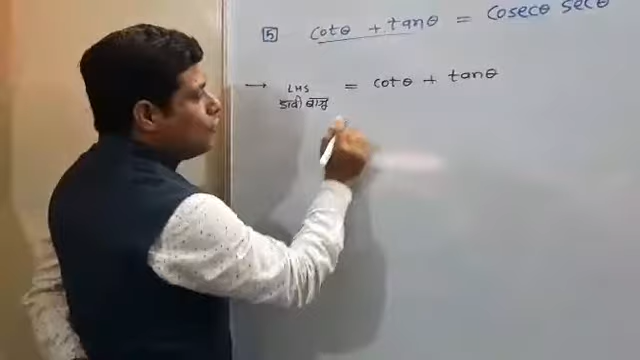 5 cotθ + tanθ = cosecθ secθ
→ LHS = cotθ + tanθ
डावी बाजु